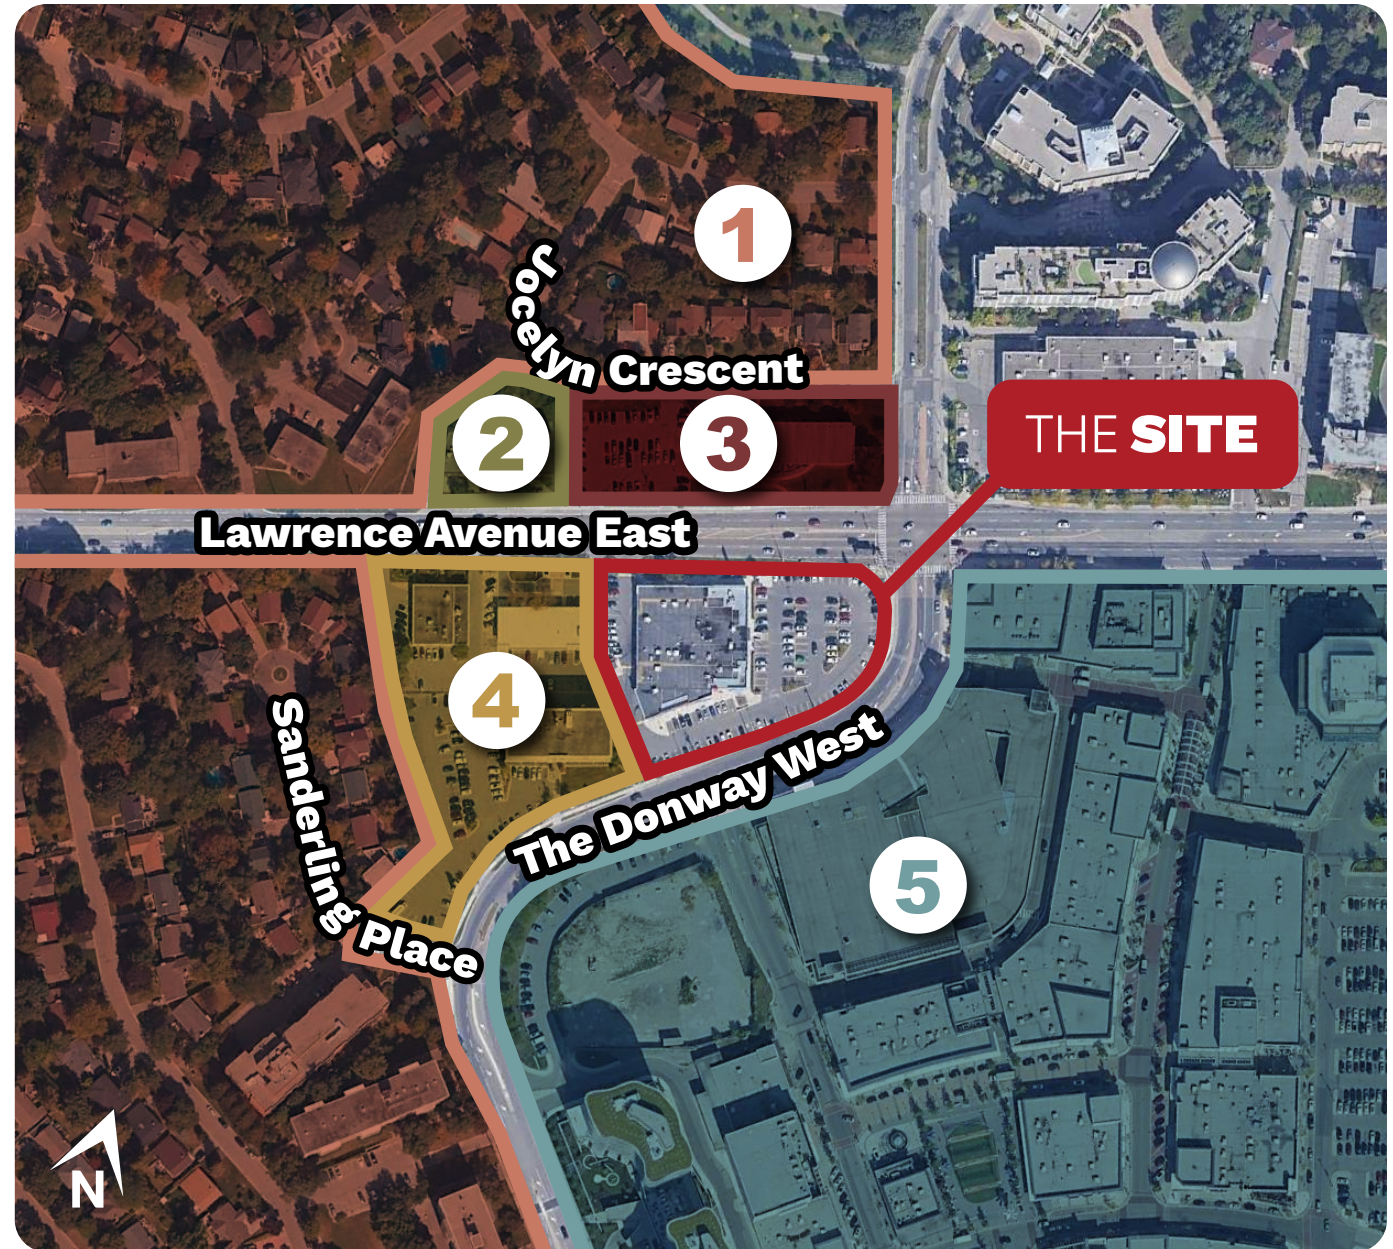 1
Jocelyn Crescent
2
3
THE SITE
Lawrence Avenue East
4
Sanderling Place
The Donway West
5
N